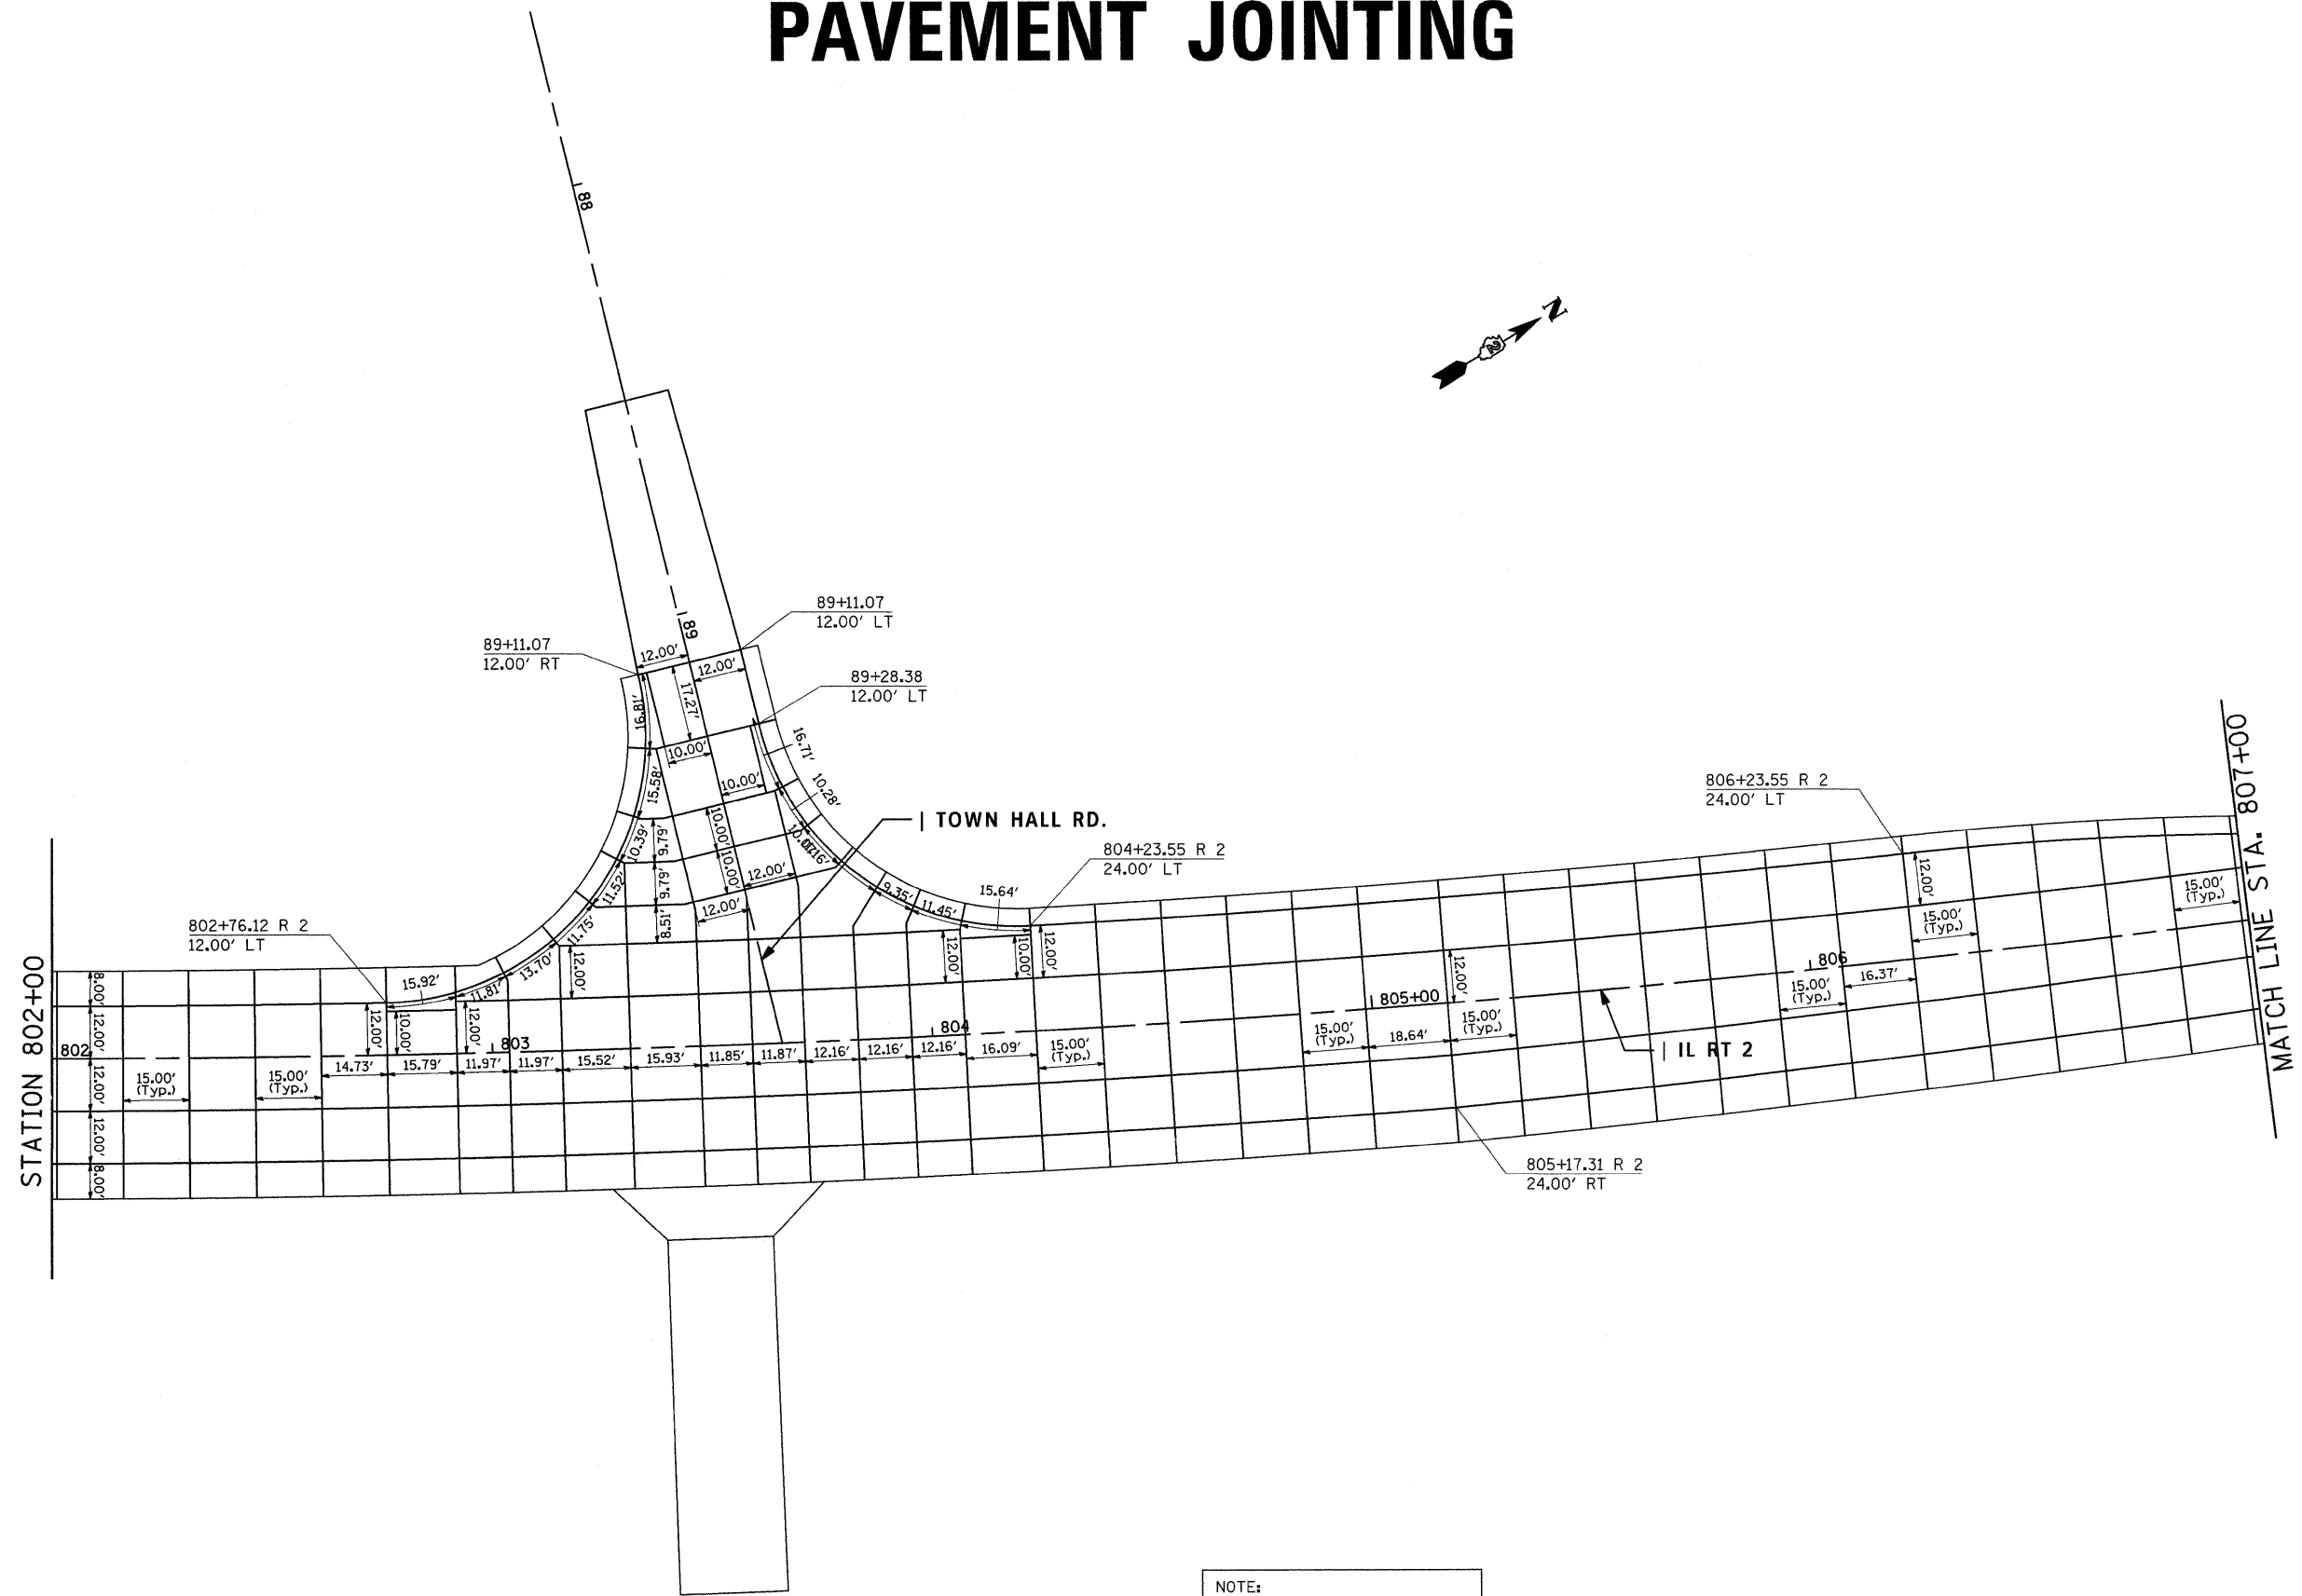 PAVEMENT JOINTING
88
N
2
89+11.07
12.00' LT
89
89+11.07
12.00' RT
12.00'
12.00'
89+28.38
12.00' LT
16.81'
17.27'
10.00'
16.71'
15.58'
10.00'
10.28'
806+23.55 R 2
24.00' LT
MATCH LINE STA. 807+00
TOWN HALL RD.
10.39'
9.79'
10.00'
804+23.55 R 2
24.00' LT
11.52'
9.79'
10.00'
12.00'
9.35'
11.45'
15.64'
12.00'
8.51'
11.75'
802+76.12 R 2
12.00' LT
13.70'
12.00'
12.00'
10.00'
12.00'
15.92'
11.81'
12.00'
10.00'
12.00'
STATION 802+00
8.00'
12.00'
12.00'
12.00'
8.00'
802
803
804
805+00
806
15.00'
(Typ.)
15.00'
(Typ.)
14.73'
15.79'
11.97'
11.97'
15.52'
15.93'
11.85'
11.87'
12.16'
12.16'
12.16'
16.09'
15.00'
(Typ.)
15.00'
(Typ.)
18.64'
12.00'
15.00'
(Typ.)
15.00'
(Typ.)
16.37'
12.00'
15.00'
(Typ.)
15.00'
(Typ.)
IL RT 2
805+17.31 R 2
24.00' RT
NOTE: